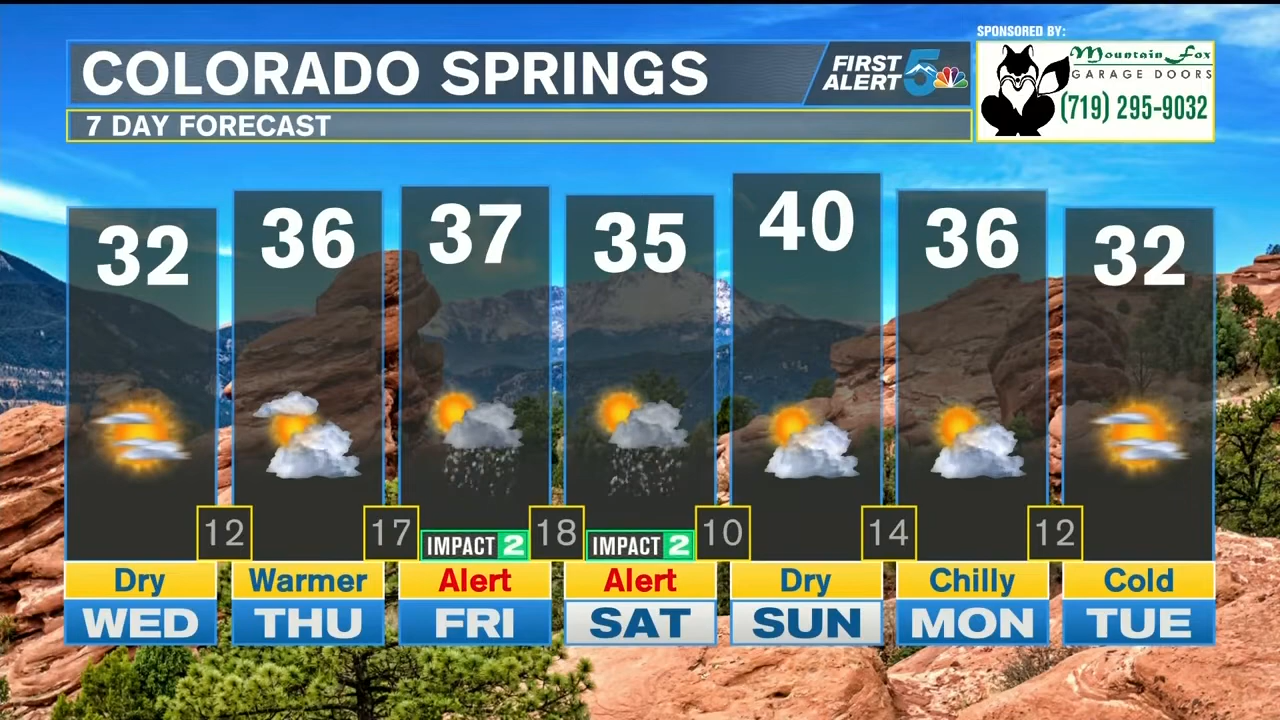 SPONSORED BY:
COLORADO SPRINGS
FIRST
ALERT 5
Mountain Fox
GARAGE DOORS
(719) 295-9032
7 DAY FORECAST
32 36 37 35 40 36 32
12 17 18 10 14 12
IMPACT 2 IMPACT 2
Dry Warmer Alert Alert Dry Chilly Cold
WED THU FRI SAT SUN MON TUE